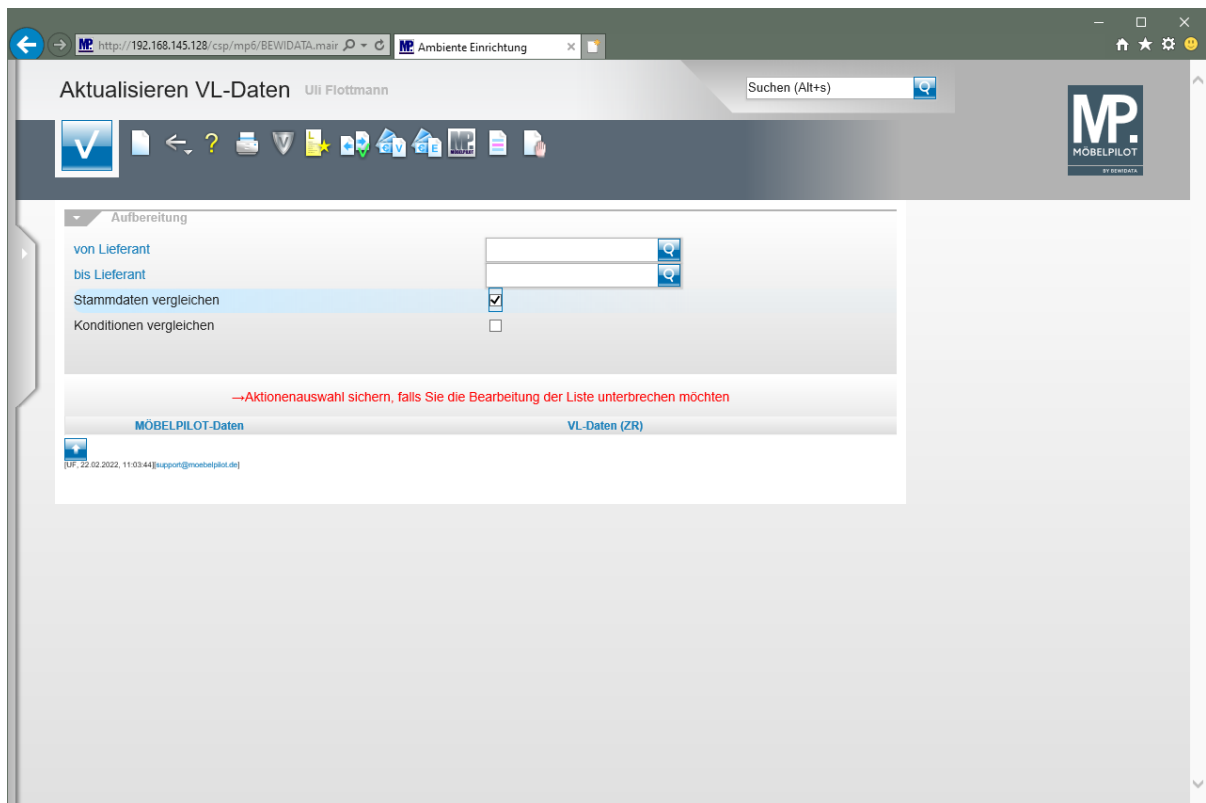 http://192.168.145.128/csp/mp6/BEWIDATA.mair
MP. Ambiente Einrichtung
Aktualisieren VL-Daten Uli Flottmann
Suchen (Alt+s)
MP.
MÖBELPILOT
BY BEWIDATA
Aufbereitung
von Lieferant
bis Lieferant
Stammdaten vergleichen
Konditionen vergleichen
→Aktionenauswahl sichern, falls Sie die Bearbeitung der Liste unterbrechen möchten
MÖBELPILOT-Daten VL-Daten (ZR)
[UF, 22.02.2022, 11:03:44][support@moebelpilot.de]